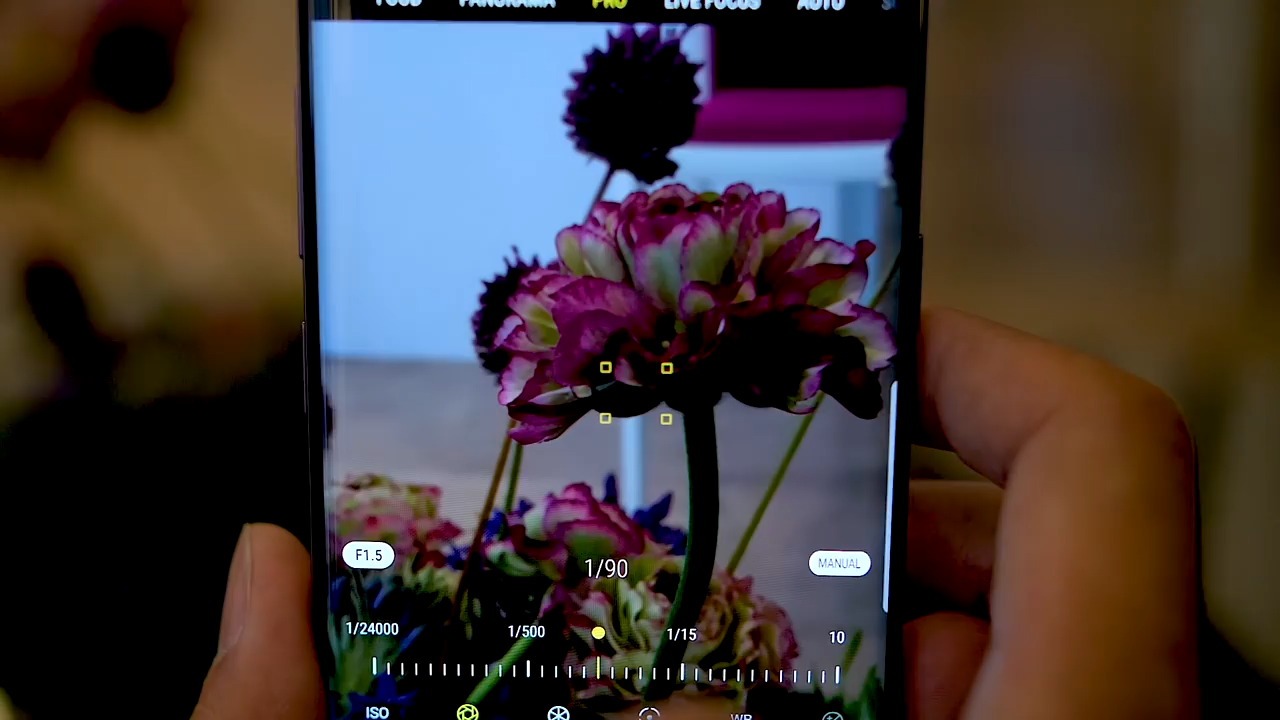 FOOD PANORAMA PRO LIVE FOCUS AUTO
F1.5
1/90
MANUAL
1/24000 1/500 1/15 10
ISO WB